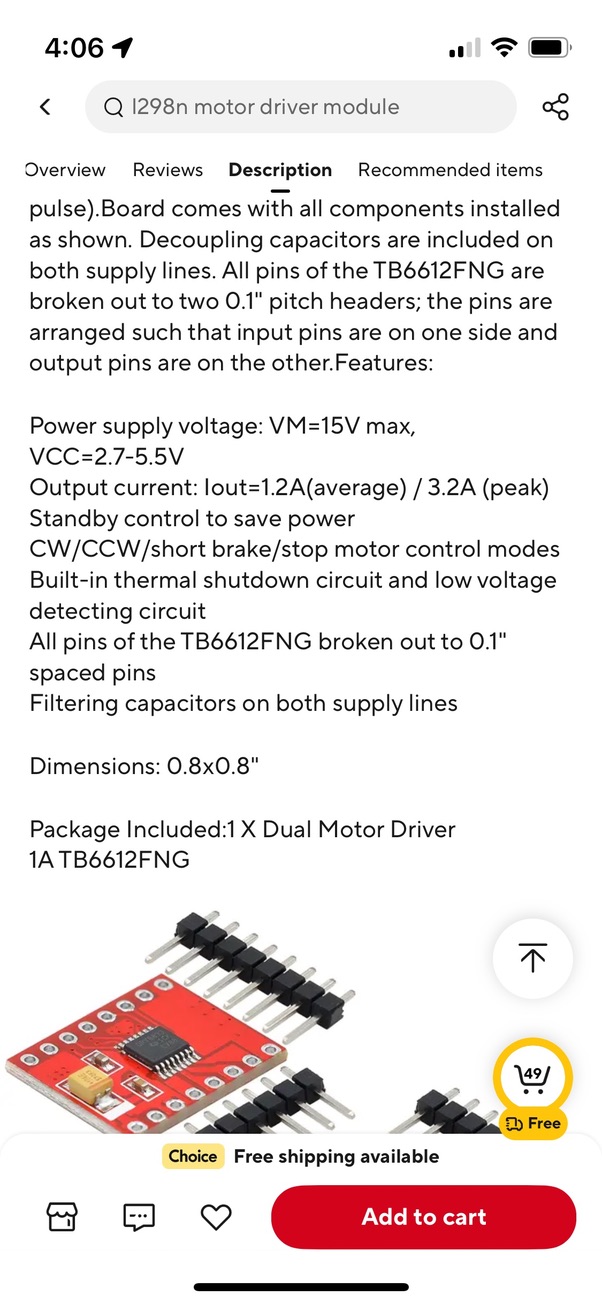 4:06
l298n motor driver module
Overview Reviews Description Recommended items
pulse).Board comes with all components installed
as shown. Decoupling capacitors are included on
both supply lines. All pins of the TB6612FNG are
broken out to two 0.1" pitch headers; the pins are
arranged such that input pins are on one side and
output pins are on the other.Features:
Power supply voltage: VM=15V max,
VCC=2.7-5.5V
Output current: Iout=1.2A(average) / 3.2A (peak)
Standby control to save power
CW/CCW/short brake/stop motor control modes
Built-in thermal shutdown circuit and low voltage
detecting circuit
All pins of the TB6612FNG broken out to 0.1"
spaced pins
Filtering capacitors on both supply lines
Dimensions: 0.8x0.8"
Package Included:1 X Dual Motor Driver
1A TB6612FNG
49
Free
Choice Free shipping available
Add to cart